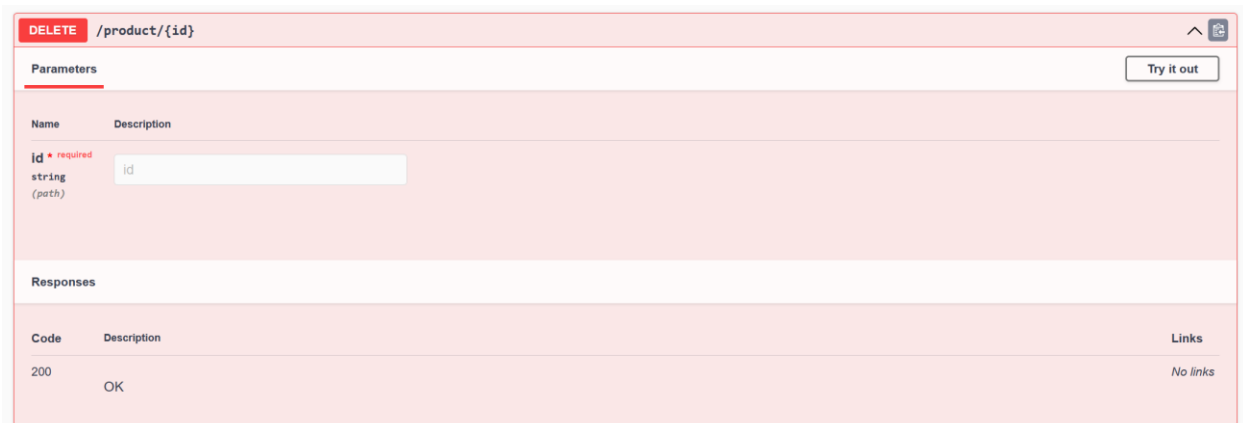 DELETE /product/{id}
Parameters
Try it out
Name Description
id * required
string
(path)
id
Responses
Code Description Links
200 OK No links